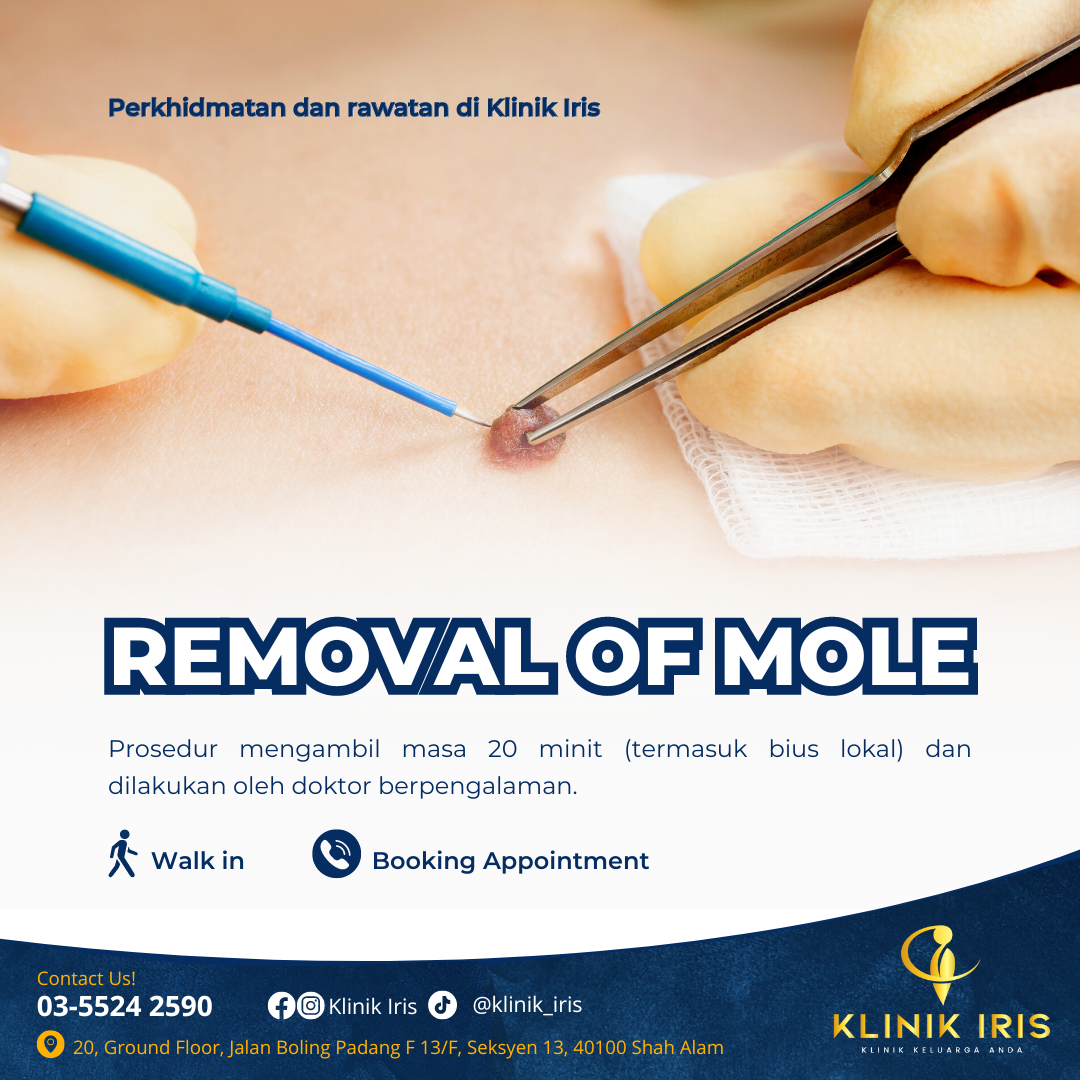 Perkhidmatan dan rawatan di Klinik Iris
REMOVAL OF MOLE
Prosedur mengambil masa 20 minit (termasuk bius lokal) dan
dilakukan oleh doktor berpengalaman.
Walk in
Booking Appointment
Contact Us!
03-5524 2590
Klinik Iris
@klinik_iris
20, Ground Floor, Jalan Boling Padang F 13/F, Seksyen 13, 40100 Shah Alam
KLINIK IRIS
KLINIK KELUARGA ANDA